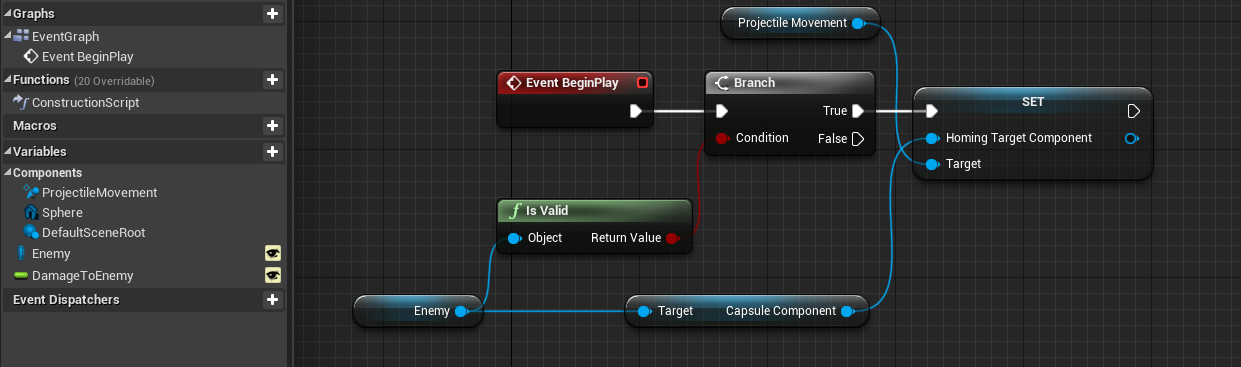 Graphs
EventGraph
Event BeginPlay
Functions (20 Overridable)
ConstructionScript
Macros
Variables
Components
ProjectileMovement
Sphere
DefaultSceneRoot
Enemy
DamageToEnemy
Event Dispatchers
Projectile Movement
Event BeginPlay
Branch
True
Condition
False
SET
Homing Target Component
Target
f Is Valid
Object Return Value
Enemy
Target Capsule Component